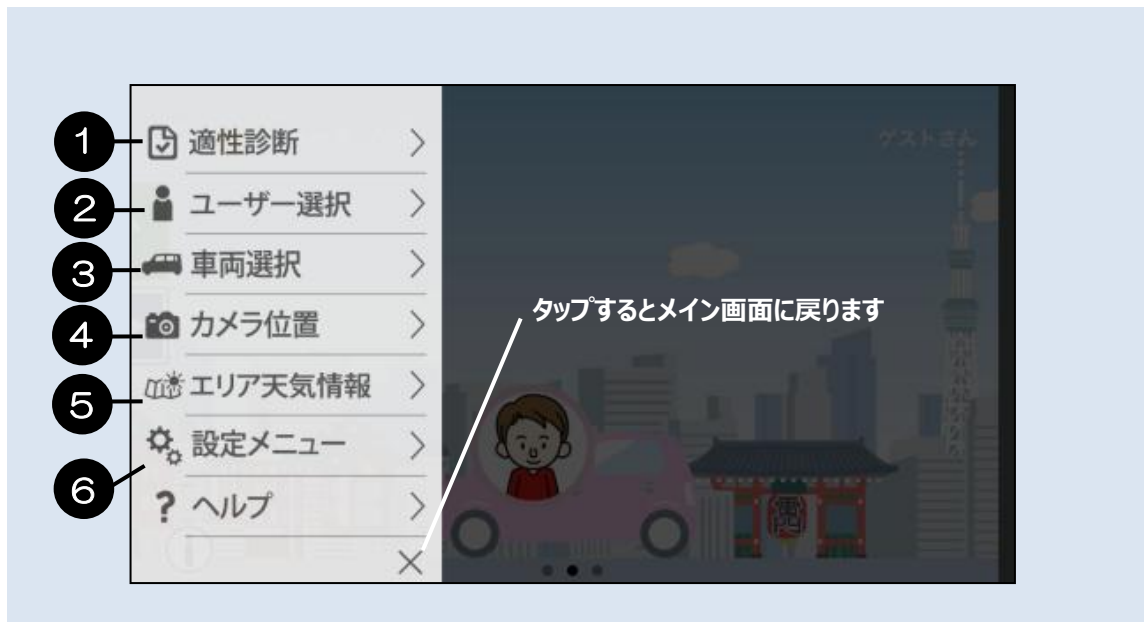 1 適性診断
2 ユーザー選択
3 車両選択
4 カメラ位置
5 エリア天気情報
6 設定メニュー
? ヘルプ
ゲストさん
タップするとメイン画面に戻ります